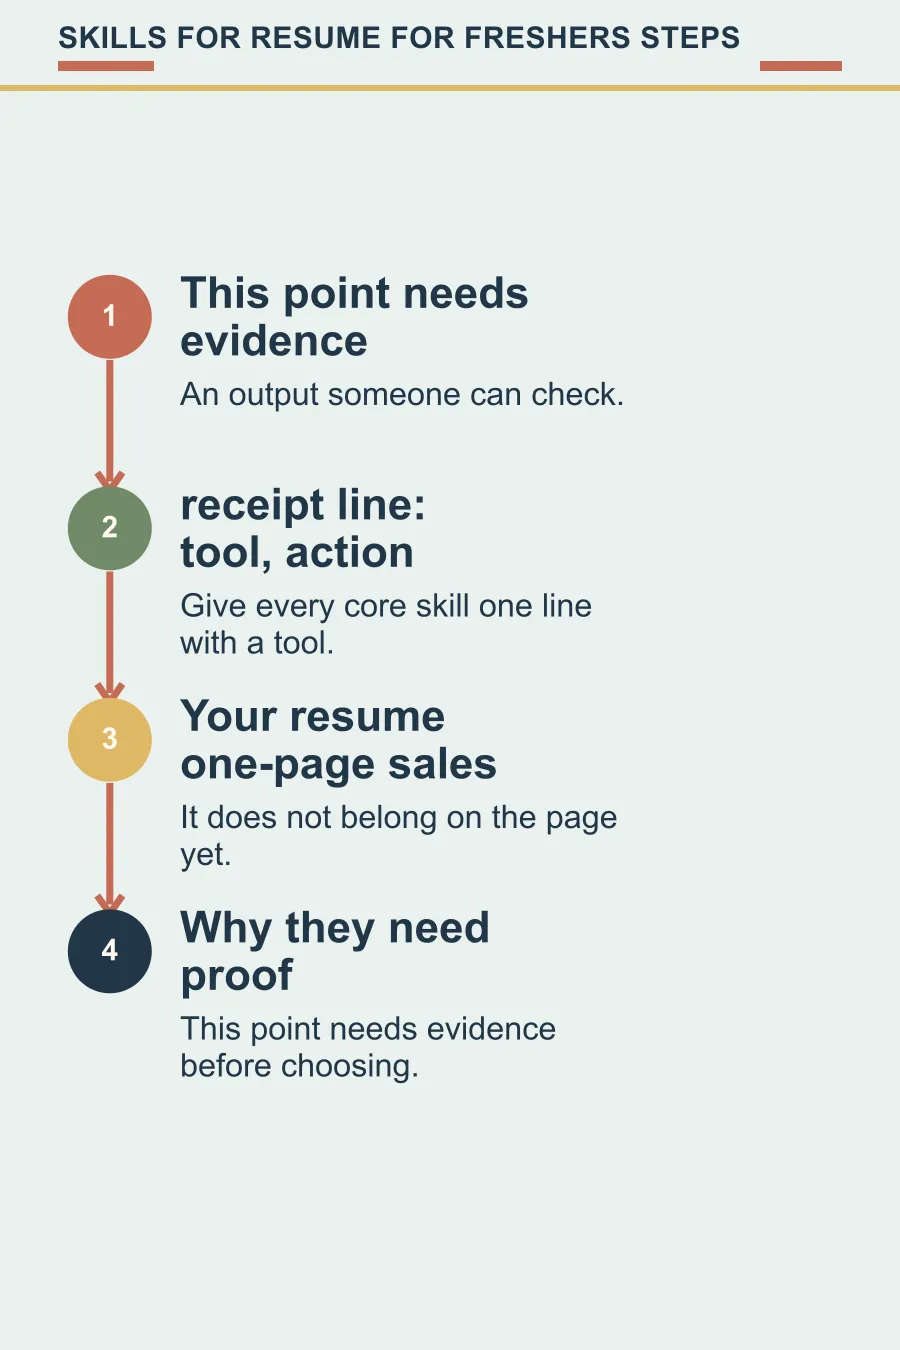 SKILLS FOR RESUME FOR FRESHERS STEPS
1
This point needs
evidence
An output someone can check.
2
receipt line:
tool, action
Give every core skill one line
with a tool.
3
Your resume
one-page sales
It does not belong on the page
yet.
4
Why they need
proof
This point needs evidence
before choosing.